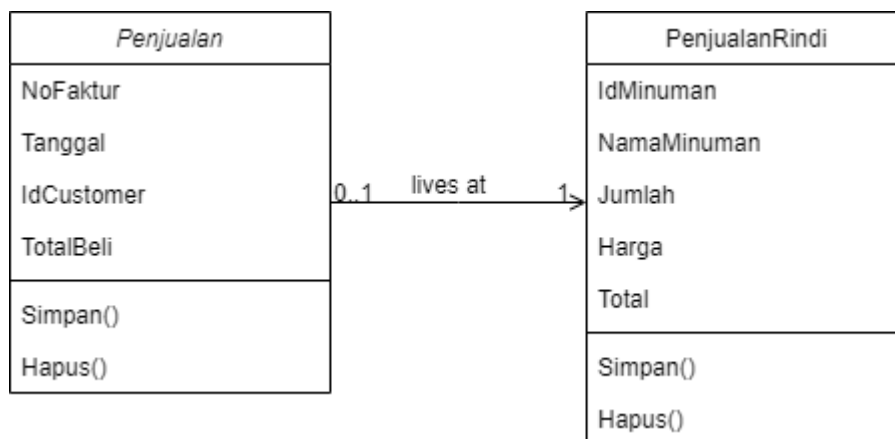 Penjualan
NoFaktur
Tanggal
IdCustomer
TotalBeli
Simpan()
Hapus()
0..1
lives at
1
PenjualanRindi
IdMinuman
NamaMinuman
Jumlah
Harga
Total
Simpan()
Hapus()